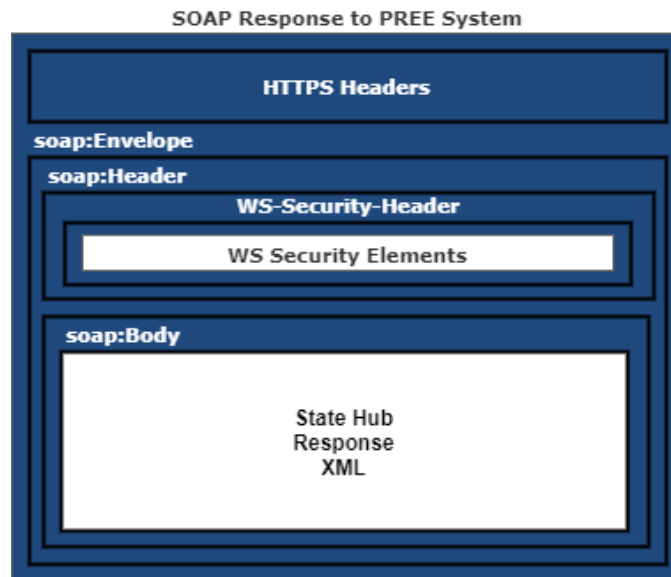 SOAP Response to PREE System
HTTPS Headers
soap:Envelope
soap:Header
WS-Security-Header
WS Security Elements
soap:Body
State Hub
Response
XML